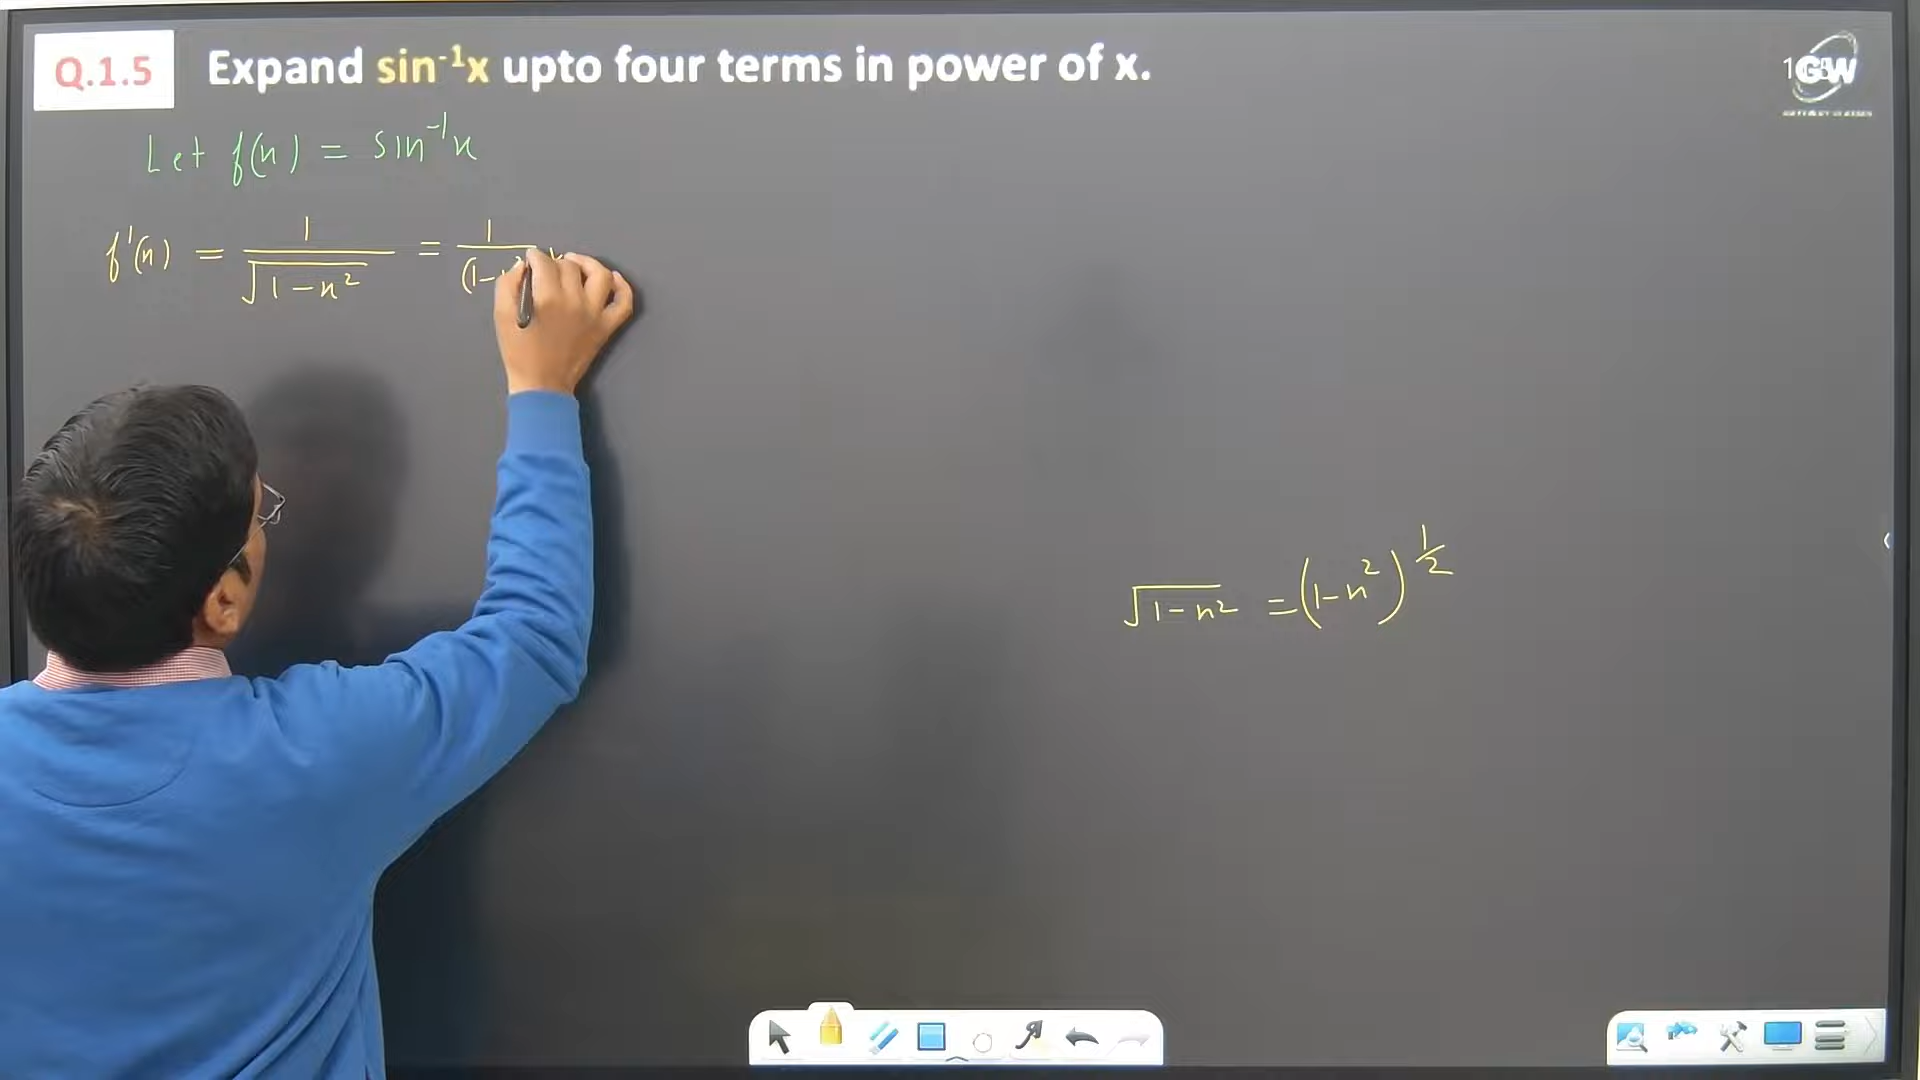 Q.1.5 Expand sin⁻¹x upto four terms in power of x.
GW
Let f(x) = sin⁻¹x
f'(x) = 1/√(1-x²) = 1/(1-
√(1-x²) = (1-x²)^(1/2)